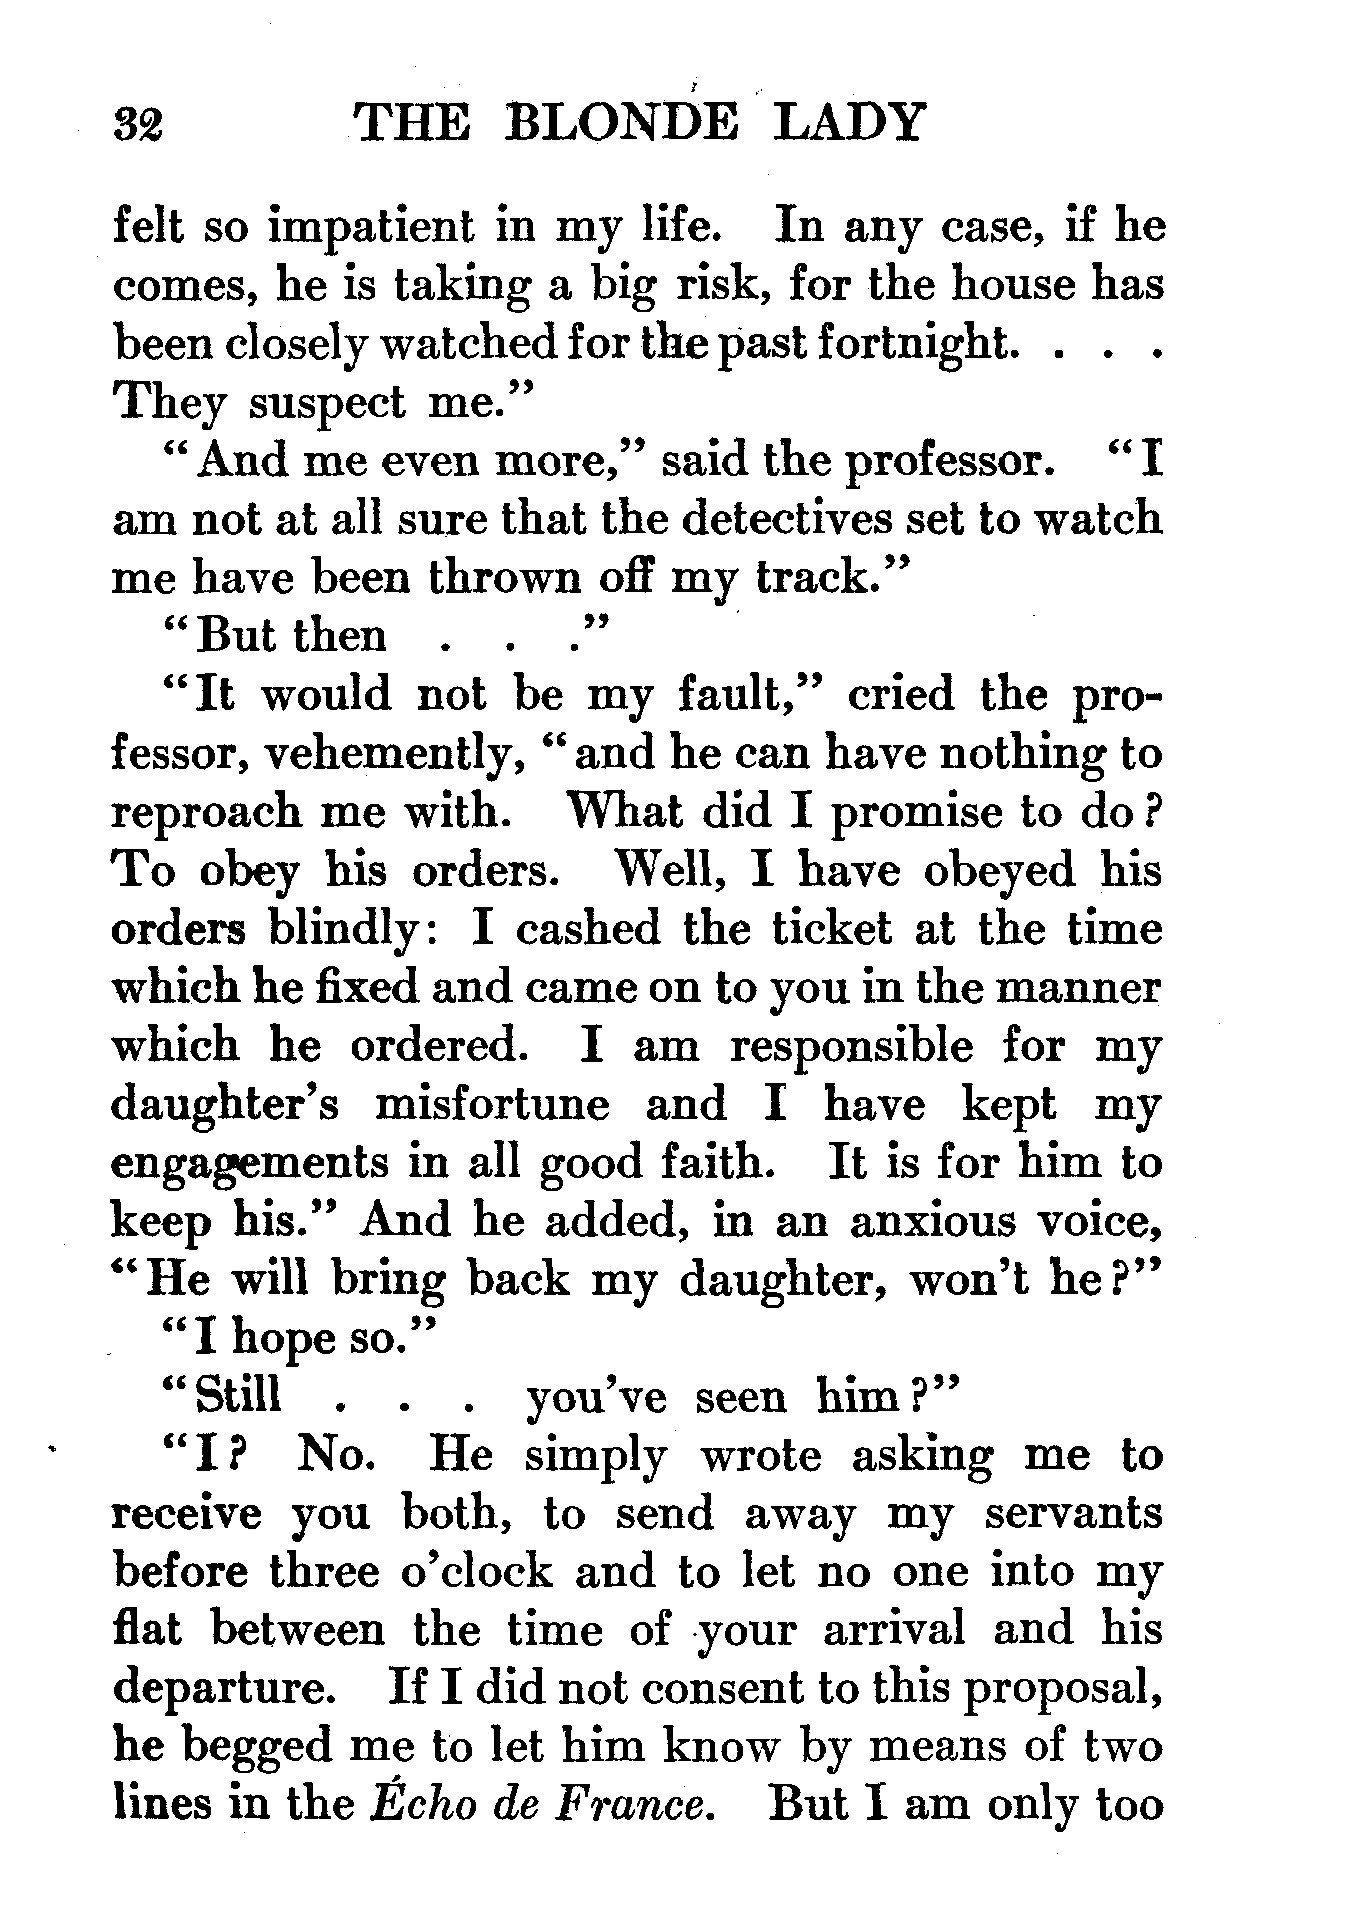 32 THE BLONDE LADY
felt so impatient in my life. In any case, if he
comes, he is taking a big risk, for the house has
been closely watched for the past fortnight. . . .
They suspect me.”
“And me even more,” said the professor. “I
am not at all sure that the detectives set to watch
me have been thrown off my track.”
“But then . . .”
“It would not be my fault,” cried the pro-
fessor, vehemently, “and he can have nothing to
reproach me with. What did I promise to do?
To obey his orders. Well, I have obeyed his
orders blindly: I cashed the ticket at the time
which he fixed and came on to you in the manner
which he ordered. I am responsible for my
daughter’s misfortune and I have kept my
engagements in all good faith. It is for him to
keep his.” And he added, in an anxious voice,
“He will bring back my daughter, won’t he?”
“I hope so.”
“Still . . . you’ve seen him?”
“I? No. He simply wrote asking me to
receive you both, to send away my servants
before three o’clock and to let no one into my
flat between the time of your arrival and his
departure. If I did not consent to this proposal,
he begged me to let him know by means of two
lines in the Écho de France. But I am only too